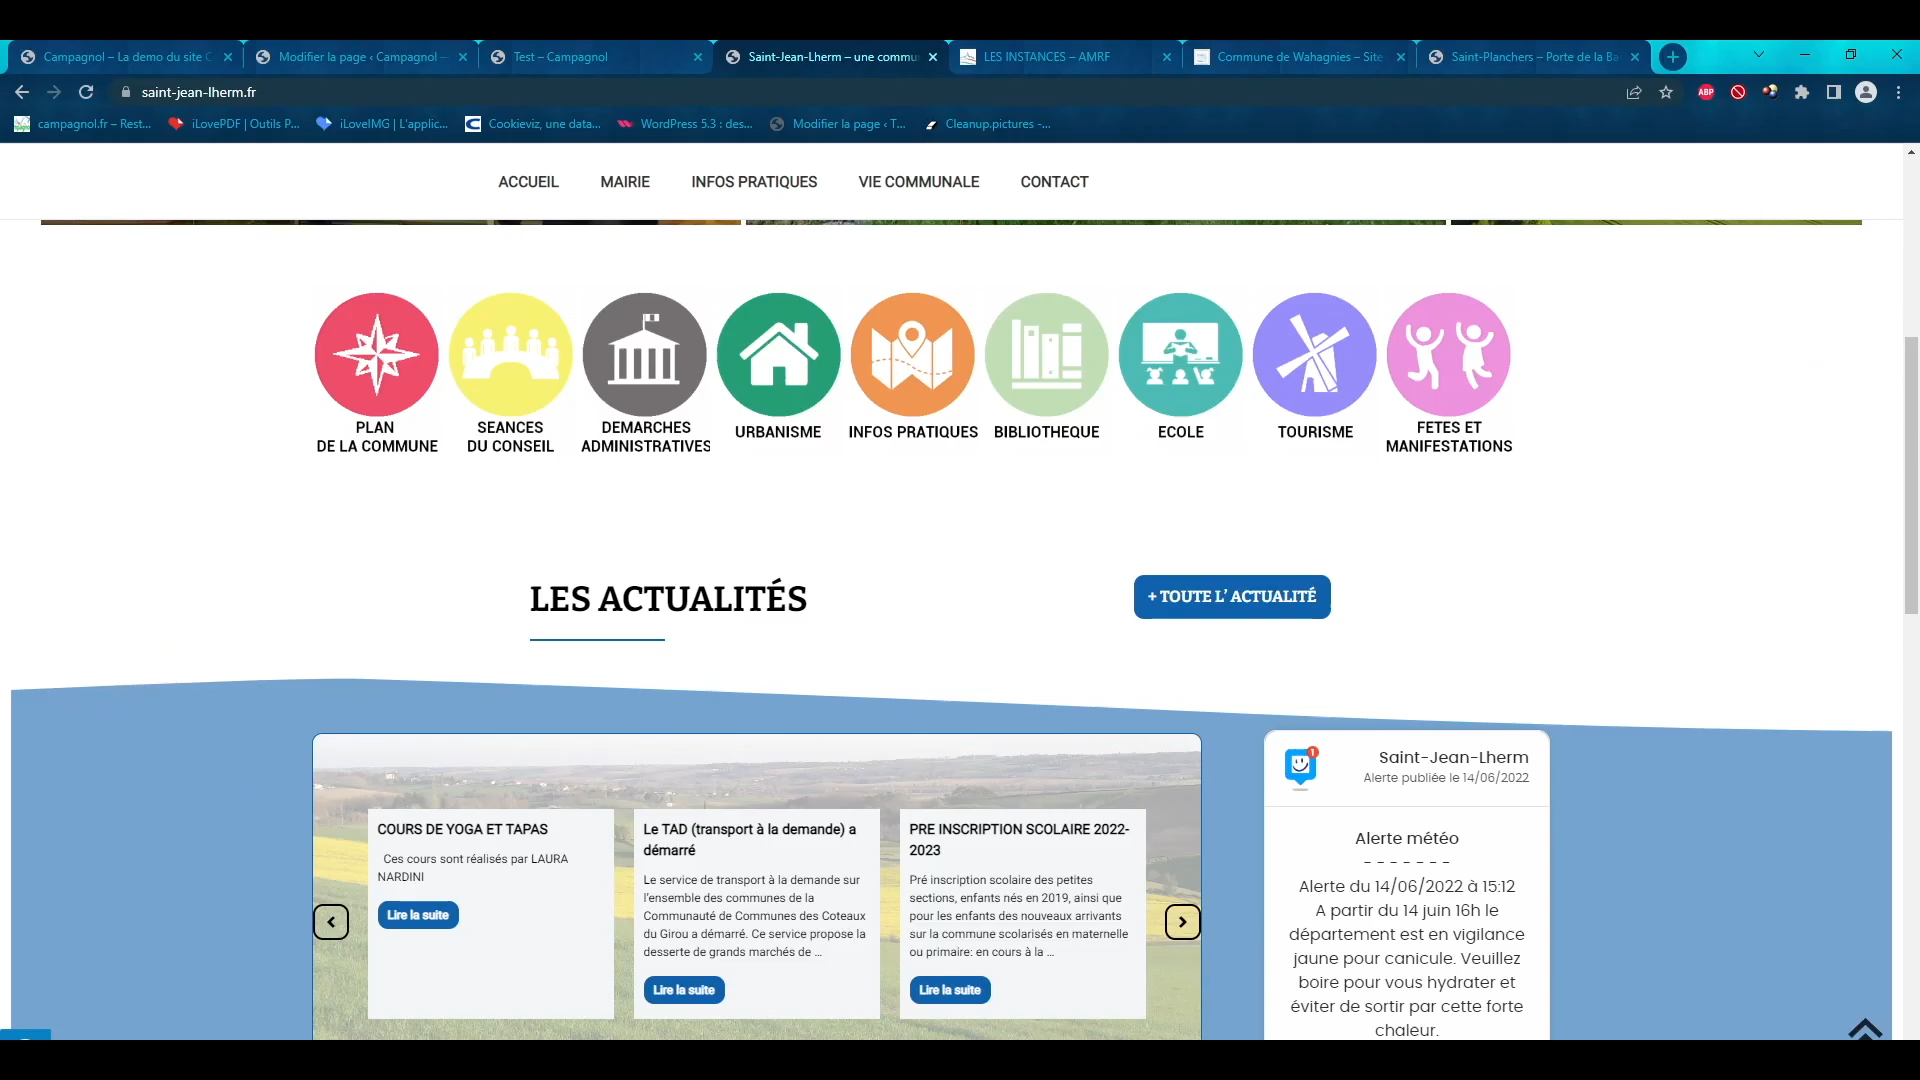 Campagnol – La demo du site C
Modifier la page ‹ Campagnol —
Test – Campagnol
Saint-Jean-Lherm – une commu
LES INSTANCES – AMRF
Commune de Wahagnies – Site
Saint-Planchers – Porte de la Ba
saint-jean-lherm.fr
ABP
campagnol.fr – Rest...
iLovePDF | Outils P...
iLoveIMG | L'applic...
Cookieviz, une data...
WordPress 5.3 : des...
Modifier la page ‹ T...
Cleanup.pictures -...
ACCUEIL
MAIRIE
INFOS PRATIQUES
VIE COMMUNALE
CONTACT
PLAN
DE LA COMMUNE
SEANCES
DU CONSEIL
DEMARCHES
ADMINISTRATIVES
URBANISME
INFOS PRATIQUES
BIBLIOTHEQUE
ECOLE
TOURISME
FETES ET
MANIFESTATIONS
LES ACTUALITÉS
+ TOUTE L’ ACTUALITÉ
COURS DE YOGA ET TAPAS
Ces cours sont réalisés par LAURA
NARDINI
Lire la suite
Le TAD (transport à la demande) a
démarré
Le service de transport à la demande sur
l’ensemble des communes de la
Communauté de Communes des Coteaux
du Girou a démarré. Ce service propose la
desserte de grands marchés de ...
Lire la suite
PRE INSCRIPTION SCOLAIRE 2022-
2023
Pré inscription scolaire des petites
sections, enfants nés en 2019, ainsi que
pour les enfants des nouveaux arrivants
sur la commune scolarisés en maternelle
ou primaire: en cours à la ...
Lire la suite
1
Saint-Jean-Lherm
Alerte publiée le 14/06/2022
Alerte météo
- - - - - - -
Alerte du 14/06/2022 à 15:12
A partir du 14 juin 16h le
département est en vigilance
jaune pour canicule. Veuillez
boire pour vous hydrater et
éviter de sortir par cette forte
chaleur.